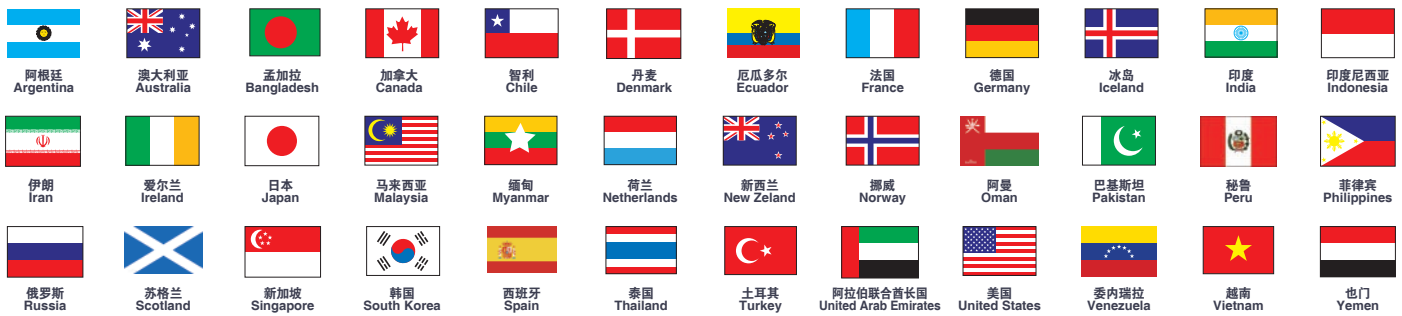 阿根廷
Argentina
澳大利亚
Australia
孟加拉
Bangladesh
加拿大
Canada
智利
Chile
丹麦
Denmark
厄瓜多尔
Ecuador
法国
France
德国
Germany
冰岛
Iceland
印度
India
印度尼西亚
Indonesia
伊朗
Iran
爱尔兰
Ireland
日本
Japan
马来西亚
Malaysia
缅甸
Myanmar
荷兰
Netherlands
新西兰
New Zeland
挪威
Norway
阿曼
Oman
巴基斯坦
Pakistan
秘鲁
Peru
菲律宾
Philippines
俄罗斯
Russia
苏格兰
Scotland
新加坡
Singapore
韩国
South Korea
西班牙
Spain
泰国
Thailand
土耳其
Turkey
阿拉伯联合酋长国
United Arab Emirates
美国
United States
委内瑞拉
Venezuela
越南
Vietnam
也门
Yemen